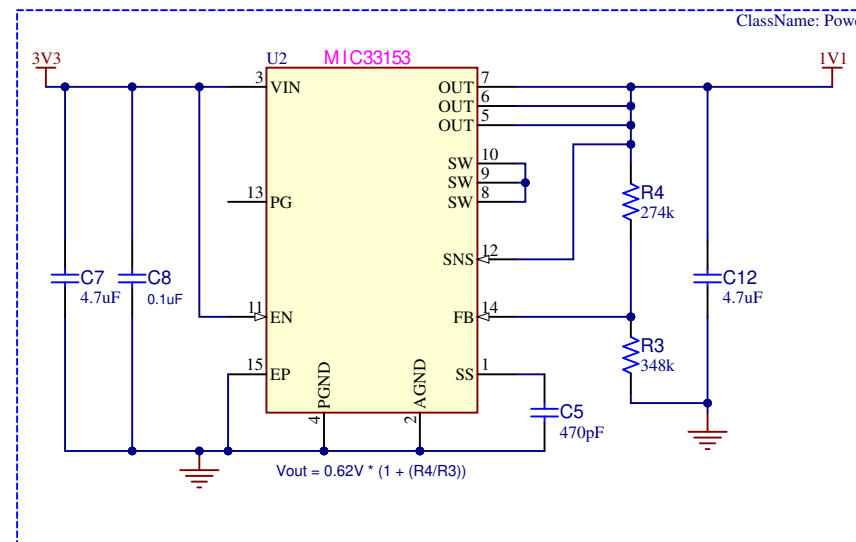 ClassName: Powe
3V3
U2
MIC33153
1V1
3
VIN
OUT
7
OUT
6
OUT
5
SW
10
SW
9
SW
8
13
PG
R4
274k
SNS
12
C7
4.7uF
C8
0.1uF
C12
4.7uF
11
EN
FB
14
R3
348k
15
EP
SS
1
PGND
4
AGND
2
C5
470pF
Vout = 0.62V * (1 + (R4/R3))